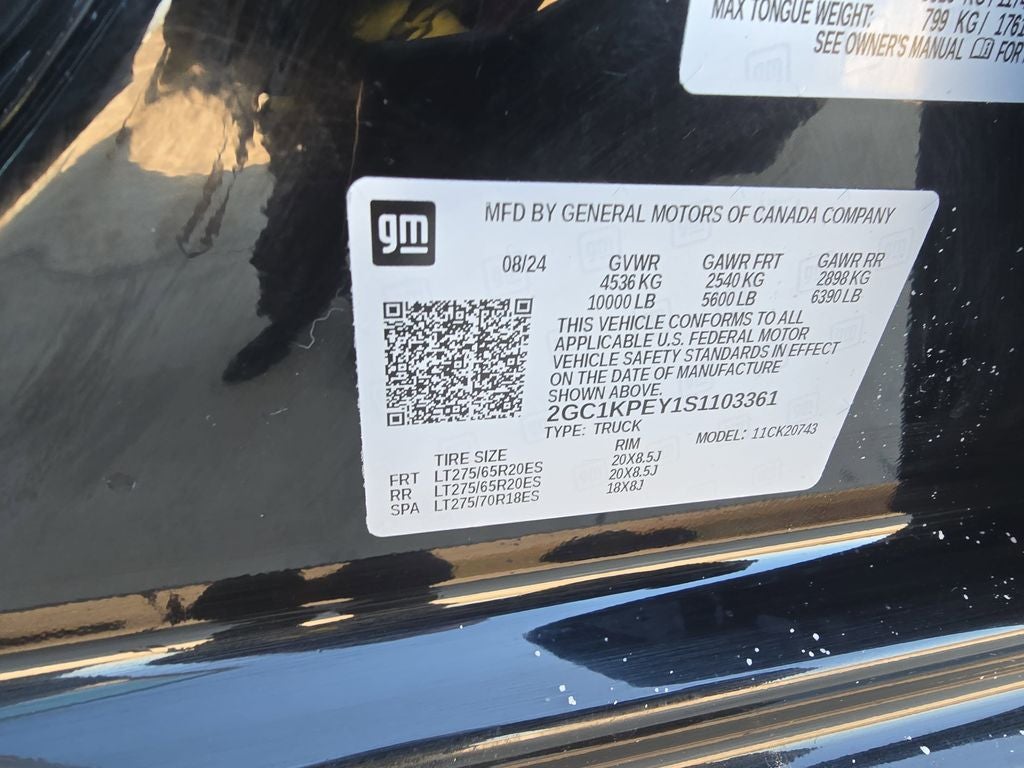 MAX TONGUE WEIGHT: 799 KG/ 1761
SEE OWNER'S MANUAL FOR
gm
MFD BY GENERAL MOTORS OF CANADA COMPANY
08/24 GVWR GAWR FRT GAWR RR
4536 KG 2540 KG 2898 KG
10000 LB 5600 LB 6390 LB
THIS VEHICLE CONFORMS TO ALL
APPLICABLE U.S. FEDERAL MOTOR
VEHICLE SAFETY STANDARDS IN EFFECT
ON THE DATE OF MANUFACTURE
SHOWN ABOVE.
2GC1KPEY1S1103361
TYPE: TRUCK MODEL: 11CK20743
TIRE SIZE RIM
FRT LT275/65R20ES 20X8.5J
RR LT275/65R20ES 20X8.5J
SPA LT275/70R18ES 18X8J